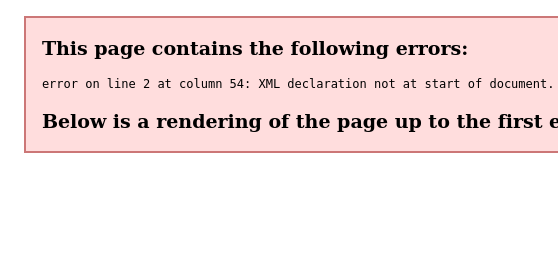 This page contains the following errors:
error on line 2 at column 54: XML declaration not at start of document.
Below is a rendering of the page up to the first